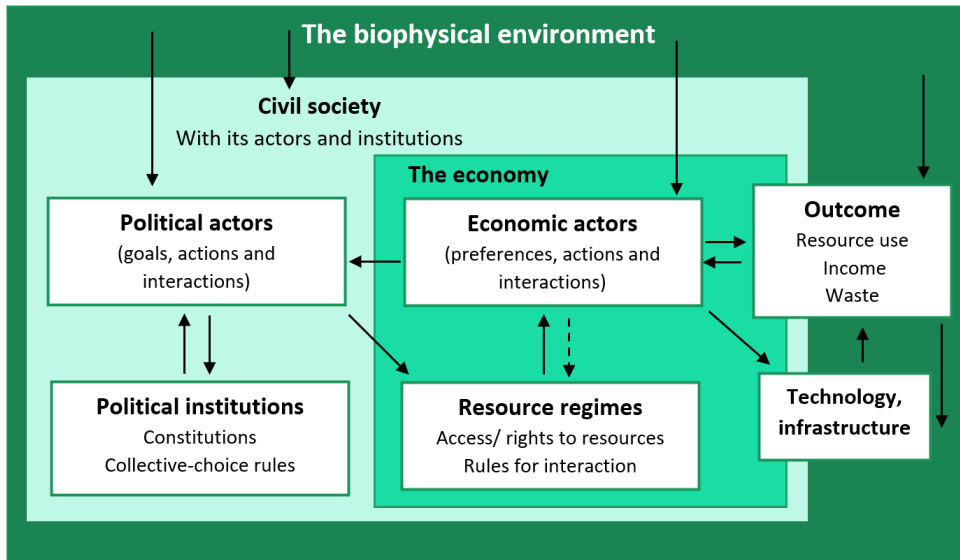 The biophysical environment
Civil society
With its actors and institutions
The economy
Political actors
(goals, actions and
interactions)
Economic actors
(preferences, actions and
interactions)
Outcome
Resource use
Income
Waste
Political institutions
Constitutions
Collective-choice rules
Resource regimes
Access/ rights to resources
Rules for interaction
Technology,
infrastructure